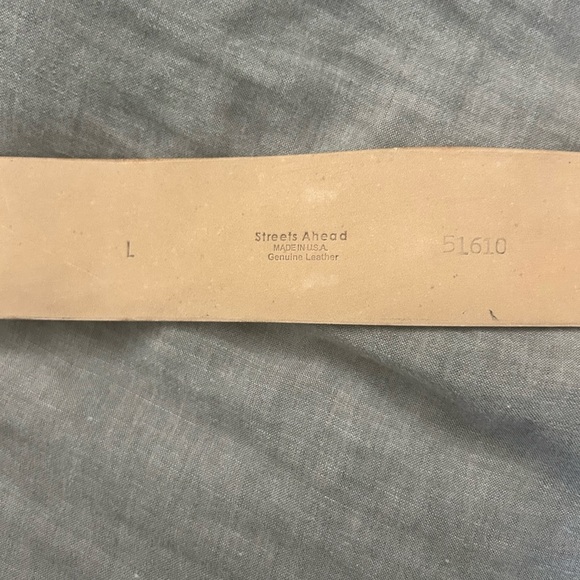 L
Streets Ahead
MADE IN U.S.A.
Genuine Leather
51610